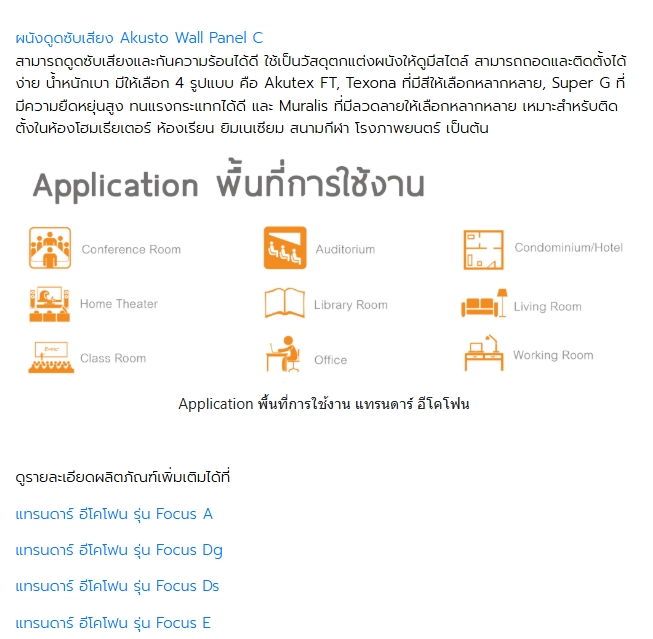 ผนังดูดซับเสียง Akusto Wall Panel C
สามารถดูดซับเสียงและกันความร้อนได้ดี ใช้เป็นวัสดุตกแต่งผนังให้ดูมีสไตล์ สามารถถอดและติดตั้งได้
ง่าย น้ำหนักเบา มีให้เลือก 4 รูปแบบ คือ Akutex FT, Texona ที่มีสีให้เลือกหลากหลาย, Super G ที่
มีความยืดหยุ่นสูง ทนแรงกระแทกได้ดี และ Muralis ที่มีลวดลายให้เลือกหลากหลาย เหมาะสำหรับติด
ตั้งในห้องโฮมเธียเตอร์ ห้องเรียน ยิมเนเซียม สนามกีฬา โรงภาพยนตร์ เป็นต้น
Application พื้นที่การใช้งาน
Conference Room
Auditorium
Condominium/Hotel
Home Theater
Library Room
Living Room
Class Room
Office
Working Room
Application พื้นที่การใช้งาน แทรนดาร์ อีโคโฟน
ดูรายละเอียดผลิตภัณฑ์เพิ่มเติมได้ที่
แทรนดาร์ อีโคโฟน รุ่น Focus A
แทรนดาร์ อีโคโฟน รุ่น Focus Dg
แทรนดาร์ อีโคโฟน รุ่น Focus Ds
แทรนดาร์ อีโคโฟน รุ่น Focus E